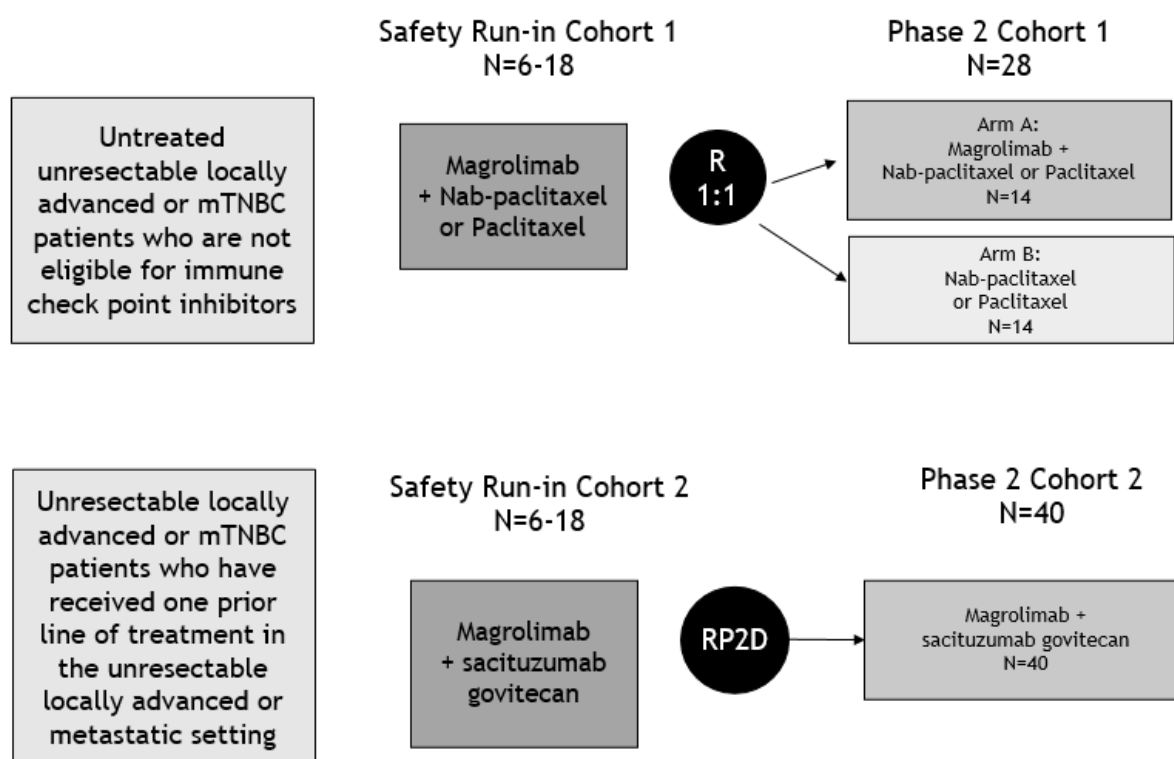 Safety Run-in Cohort 1
N=6-18
Phase 2 Cohort 1
N=28
Untreated
unresectable locally
advanced or mTNBC
patients who are not
eligible for immune
check point inhibitors
Magrolimab
+ Nab-paclitaxel
or Paclitaxel
R
1:1
Arm A:
Magrolimab +
Nab-paclitaxel or Paclitaxel
N=14
Arm B:
Nab-paclitaxel
or Paclitaxel
N=14
Safety Run-in Cohort 2
N=6-18
Phase 2 Cohort 2
N=40
Unresectable locally
advanced or mTNBC
patients who have
received one prior
line of treatment in
the unresectable
locally advanced or
metastatic setting
Magrolimab
+ sacituzumab
govitecan
RP2D
Magrolimab +
sacituzumab govitecan
N=40